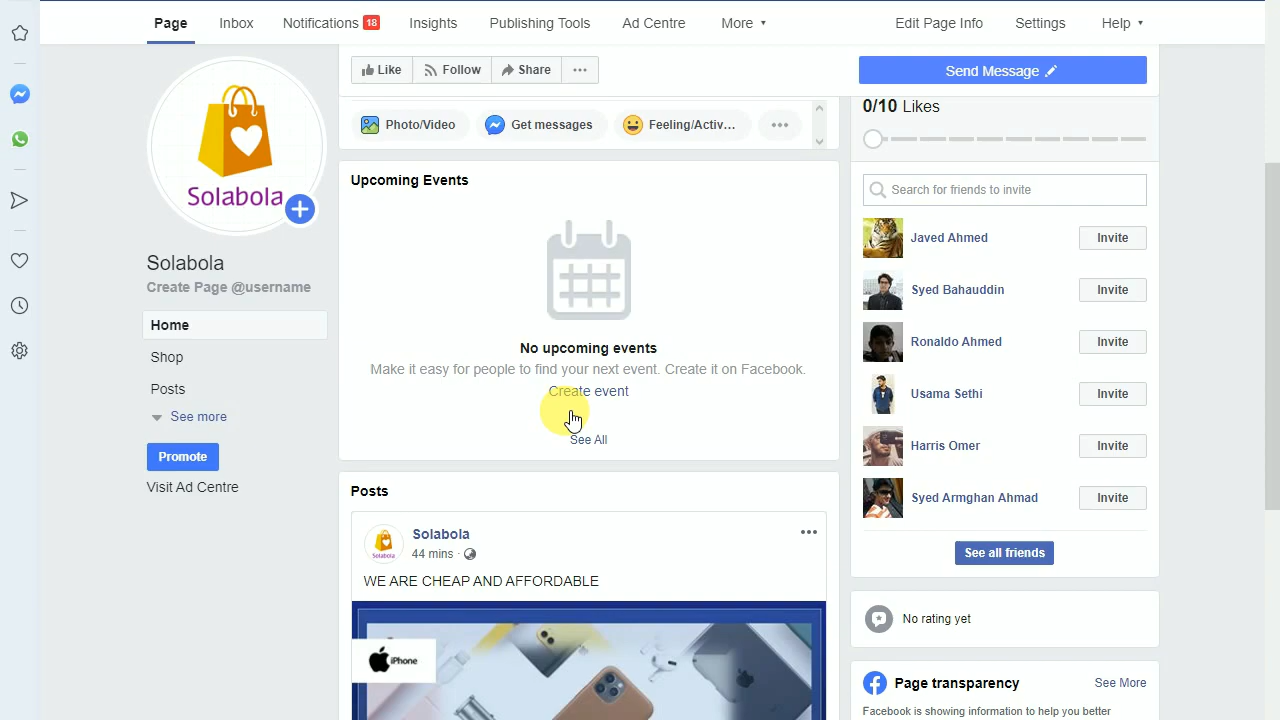 Page Inbox Notifications 18 Insights Publishing Tools Ad Centre More Edit Page Info Settings Help
Like Follow Share
Send Message
Solabola
Solabola
Create Page @username
Home
Shop
Posts
See more
Promote
Visit Ad Centre
Photo/Video Get messages Feeling/Activ...
Upcoming Events
No upcoming events
Make it easy for people to find your next event. Create it on Facebook.
Create event
See All
Posts
Solabola
Solabola
44 mins ·
WE ARE CHEAP AND AFFORDABLE
iPhone
0/10 Likes
Search for friends to invite
Javed Ahmed Invite
Syed Bahauddin Invite
Ronaldo Ahmed Invite
Usama Sethi Invite
Harris Omer Invite
Syed Armghan Ahmad Invite
See all friends
No rating yet
Page transparency See More
Facebook is showing information to help you better